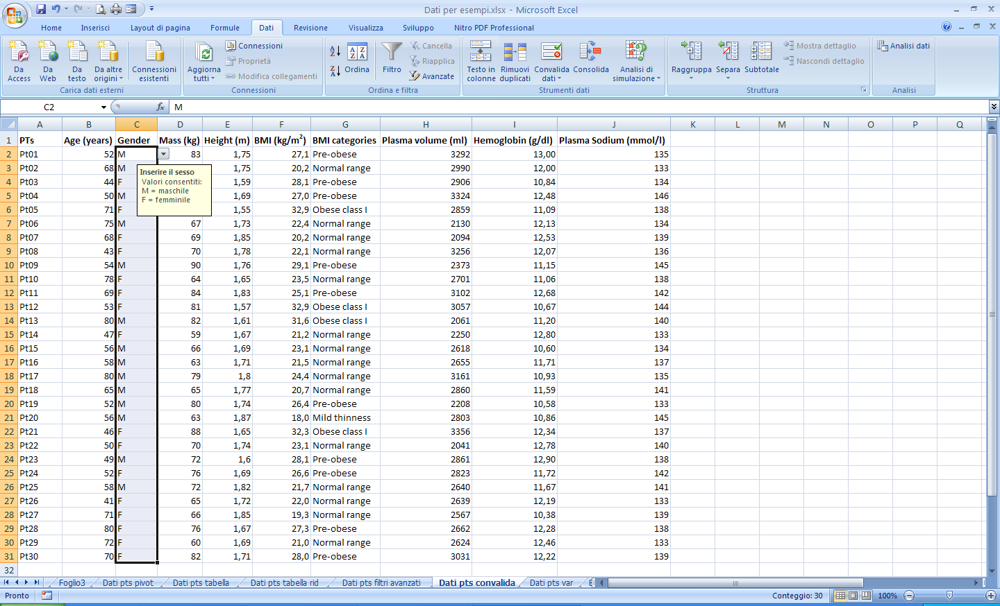 Dati per esempi.xlsx - Microsoft Excel
Home Inserisci Layout di pagina Formule Dati Revisione Visualizza Sviluppo Nitro PDF Professional
Da Access
Da Web
Da testo
Da altre origini
Connessioni esistenti
Carica dati esterni
Aggiorna tutti
Connessioni
Proprietà
Modifica collegamenti
Connessioni
Ordina
Filtro
Cancella
Riapplica
Avanzate
Ordina e filtra
Testo in colonne
Rimuovi duplicati
Convalida dati
Consolida
Analisi di simulazione
Strumenti dati
Raggruppa
Separa
Subtotale
Mostra dettaglio
Nascondi dettaglio
Struttura
Analisi dati
Analisi
C2 fx M
A B C D E F G H I J K L M N O P Q
1 PTs Age (years) Gender Mass (kg) Height (m) BMI (kg/m²) BMI categories Plasma volume (ml) Hemoglobin (g/dl) Plasma Sodium (mmol/l)
2 Pt01 52 M 83 1,75 27,1 Pre-obese 3292 13,00 135
3 Pt02 68 M 1,75 20,2 Normal range 2990 12,00 133
4 Pt03 44 F 1,59 28,1 Pre-obese 2906 10,84 134
5 Pt04 50 M 1,69 27,0 Pre-obese 3324 12,48 146
6 Pt05 71 F 1,55 32,9 Obese class I 2859 11,09 138
Inserire il sesso
Valori consentiti:
M = maschile
F = femminile
7 Pt06 75 M 67 1,73 22,4 Normal range 2130 12,13 134
8 Pt07 68 F 69 1,85 20,2 Normal range 2094 12,53 139
9 Pt08 43 F 70 1,78 22,1 Normal range 3256 12,07 136
10 Pt09 54 M 90 1,76 29,1 Pre-obese 2373 11,15 145
11 Pt10 78 F 64 1,65 23,5 Normal range 2701 11,06 138
12 Pt11 69 F 84 1,83 25,1 Pre-obese 3102 12,68 142
13 Pt12 53 F 81 1,57 32,9 Obese class I 3057 10,67 144
14 Pt13 80 M 82 1,61 31,6 Obese class I 2061 11,20 140
15 Pt14 47 F 59 1,67 21,2 Normal range 2250 12,80 133
16 Pt15 56 M 66 1,69 23,1 Normal range 2618 10,60 134
17 Pt16 58 M 63 1,71 21,5 Normal range 2655 11,71 137
18 Pt17 80 M 79 1,8 24,4 Normal range 3161 10,93 135
19 Pt18 65 M 65 1,77 20,7 Normal range 2860 11,59 141
20 Pt19 52 M 80 1,74 26,4 Pre-obese 2208 10,58 133
21 Pt20 56 M 63 1,87 18,0 Mild thinness 2803 10,86 145
22 Pt21 46 F 88 1,65 32,3 Obese class I 3356 12,34 137
23 Pt22 50 F 70 1,74 23,1 Normal range 2041 12,78 140
24 Pt23 49 M 72 1,6 28,1 Pre-obese 2861 12,90 138
25 Pt24 52 F 76 1,69 26,6 Pre-obese 2823 11,72 142
26 Pt25 58 M 72 1,82 21,7 Normal range 2640 11,67 141
27 Pt26 41 F 65 1,72 22,0 Normal range 2639 12,19 133
28 Pt27 71 F 66 1,85 19,3 Normal range 2567 10,38 139
29 Pt28 80 F 76 1,67 27,3 Pre-obese 2662 12,28 138
30 Pt29 72 F 60 1,69 21,0 Normal range 2624 12,46 133
31 Pt30 70 F 82 1,71 28,0 Pre-obese 3031 12,22 139
32
Foglio3 Dati pts pivot Dati pts tabella Dati pts tabella rid Dati pts filtri avanzati Dati pts convalida Dati pts var
Pronto Conteggio: 30 100%